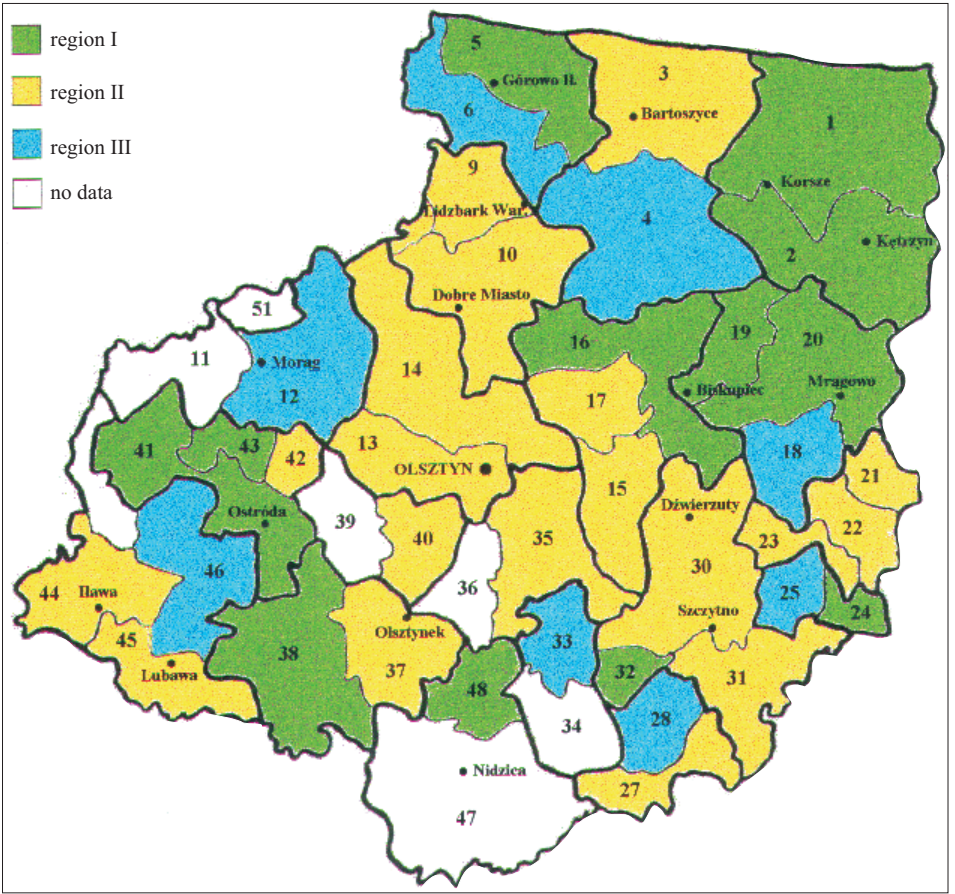 region I
region II
region III
no data
5
Górowo Ił.
3
Bartoszyce
6
1
9
Korsze
Lidzbark War.
4
2
Kętrzyn
10
Dobre Miasto
51
16
19
20
11
Morąg
12
14
17
Biskupiec
Mrągowo
41
43
42
13
OLSZTYN
15
18
21
Ostróda
39
40
35
Dźwierzuty
23
22
44
Iława
46
36
30
25
24
45
Lubawa
38
Olsztynek
37
33
Szczytno
32
31
48
34
28
Nidzica
47
27